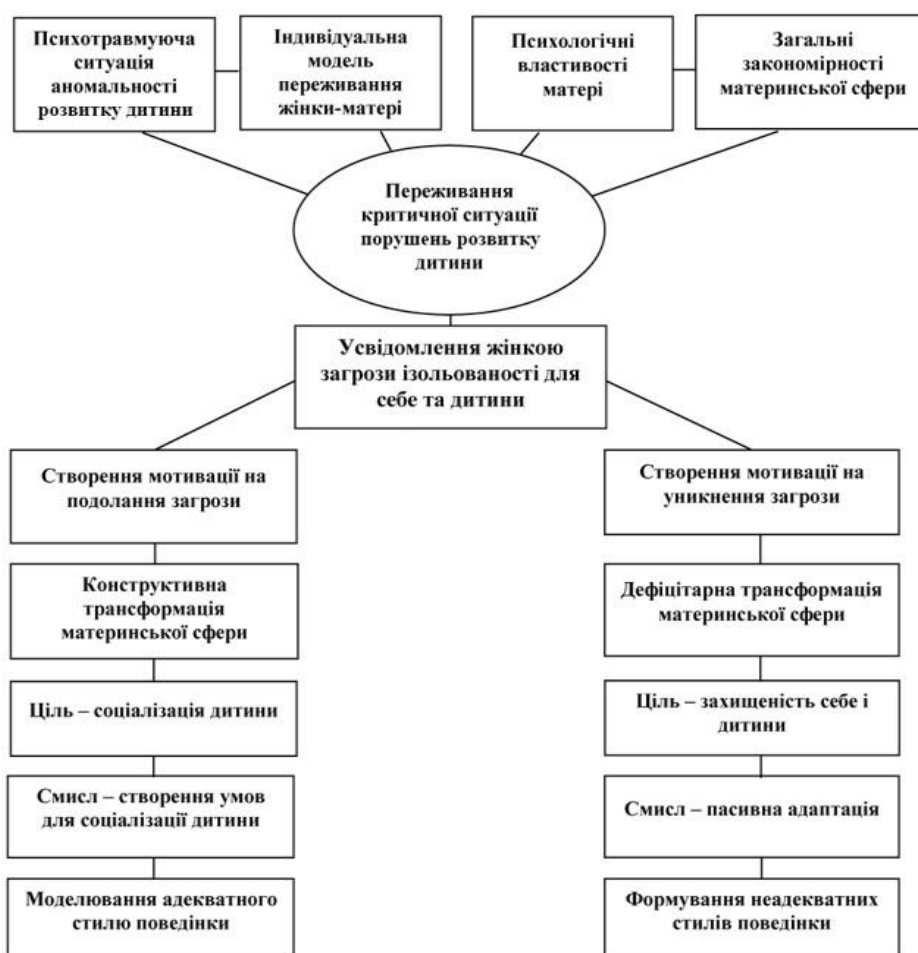 Психотравмуюча
ситуація
аномальності
розвитку дитини
Індивідуальна
модель
переживання
жінки-матері
Психологічні
властивості
матері
Загальні
закономірності
материнської сфери
Переживання
критичної ситуації
порушень розвитку
дитини
Усвідомлення жінкою
загрози ізольованості для
себе та дитини
Створення мотивації на
подолання загрози
Конструктивна
трансформація
материнської сфери
Ціль – соціалізація дитини
Смисл – створення умов
для соціалізації дитини
Моделювання адекватного
стилю поведінки
Створення мотивації на
уникнення загрози
Дефіцітарна трансформація
материнської сфери
Ціль – захищеність себе і
дитини
Смисл – пасивна адаптація
Формування неадекватних
стилів поведінки